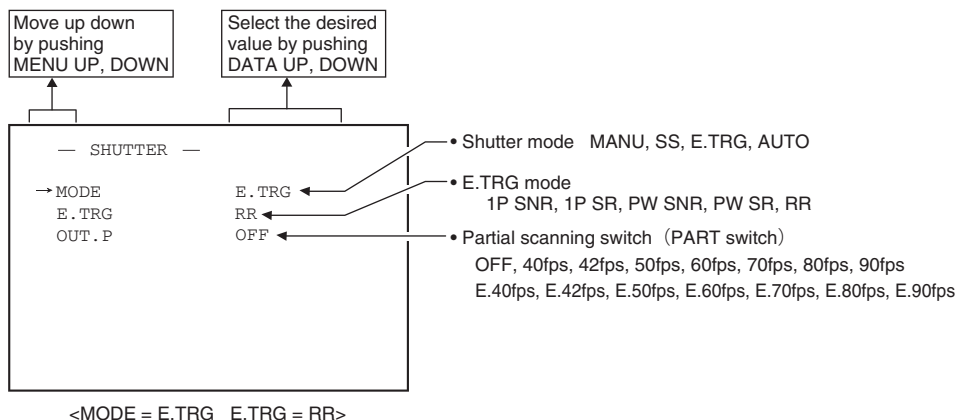 Move up down
by pushing
MENU UP, DOWN
Select the desired
value by pushing
DATA UP, DOWN
— SHUTTER —
→MODE E.TRG
E.TRG RR
OUT.P OFF
• Shutter mode MANU, SS, E.TRG, AUTO
• E.TRG mode
1P SNR, 1P SR, PW SNR, PW SR, RR
• Partial scanning switch（PART switch）
OFF, 40fps, 42fps, 50fps, 60fps, 70fps, 80fps, 90fps
E.40fps, E.42fps, E.50fps, E.60fps, E.70fps, E.80fps, E.90fps
<MODE = E.TRG E.TRG = RR>